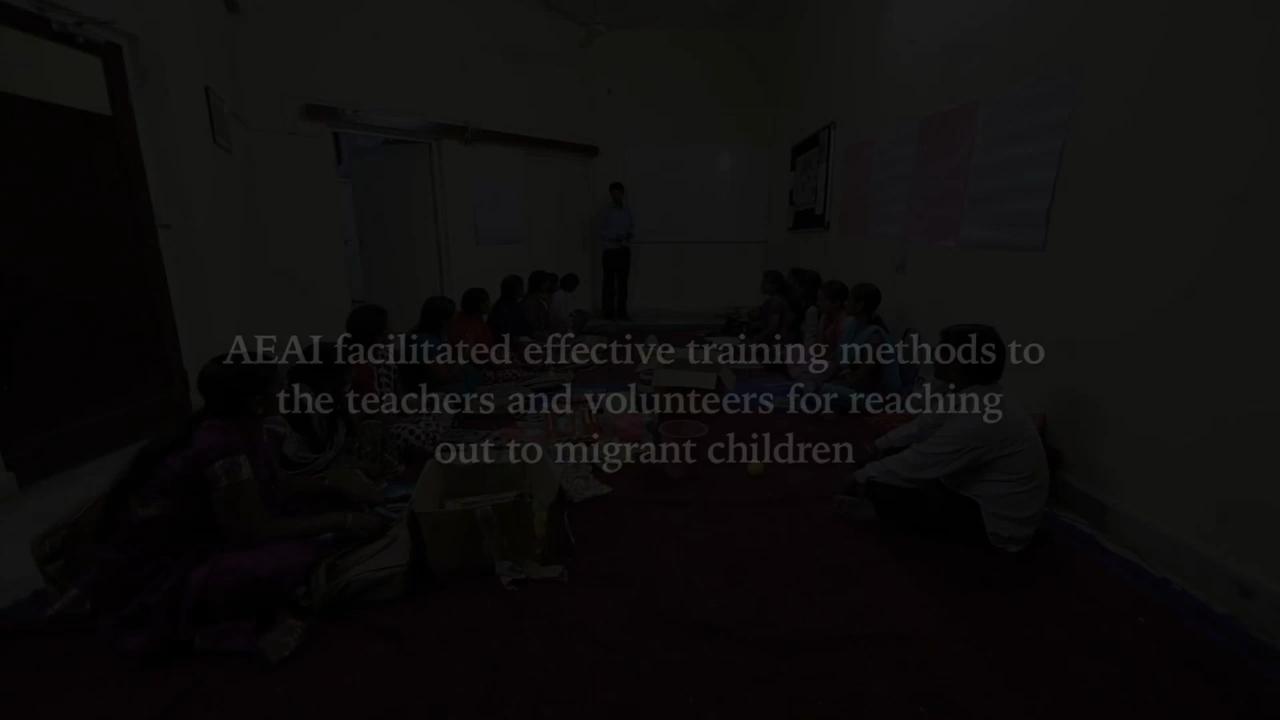 AEAI facilitated effective training methods to
the teachers and volunteers for reaching
out to migrant children